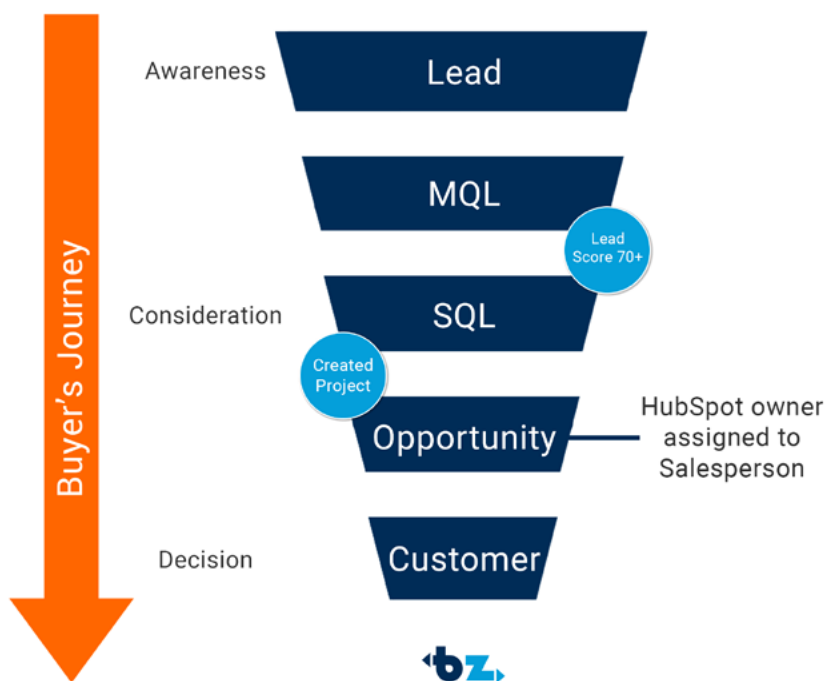 Awareness
Lead
MQL
Lead
Score 70+
Consideration
SQL
Created
Project
Opportunity
HubSpot owner
assigned to
Salesperson
Decision
Customer
Buyer's Journey
bz